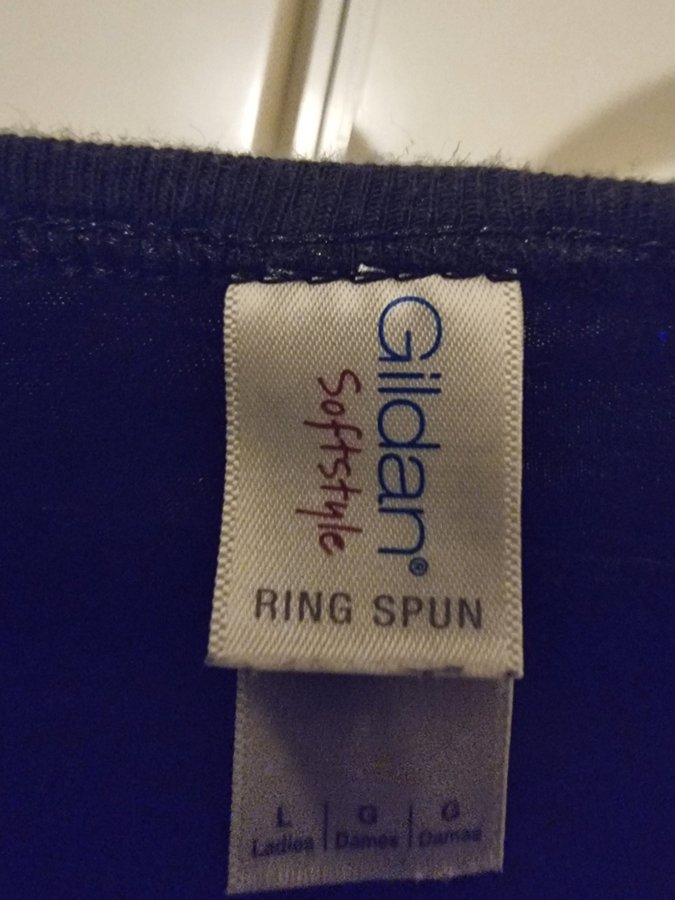 Gildan®
Softstyle
RING SPUN
L | G | G
Ladies | Dames | Damas